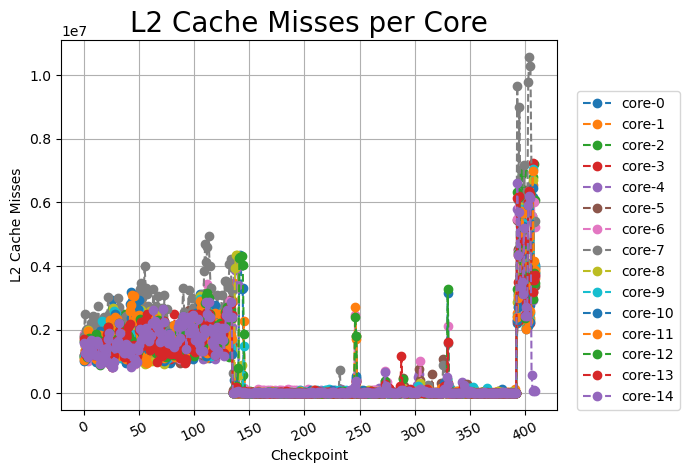 L2 Cache Misses per Core
1e7
1.0
0.8
0.6
0.4
0.2
0.0
L2 Cache Misses
0
50
100
150
200
250
300
350
400
Checkpoint
core-0
core-1
core-2
core-3
core-4
core-5
core-6
core-7
core-8
core-9
core-10
core-11
core-12
core-13
core-14